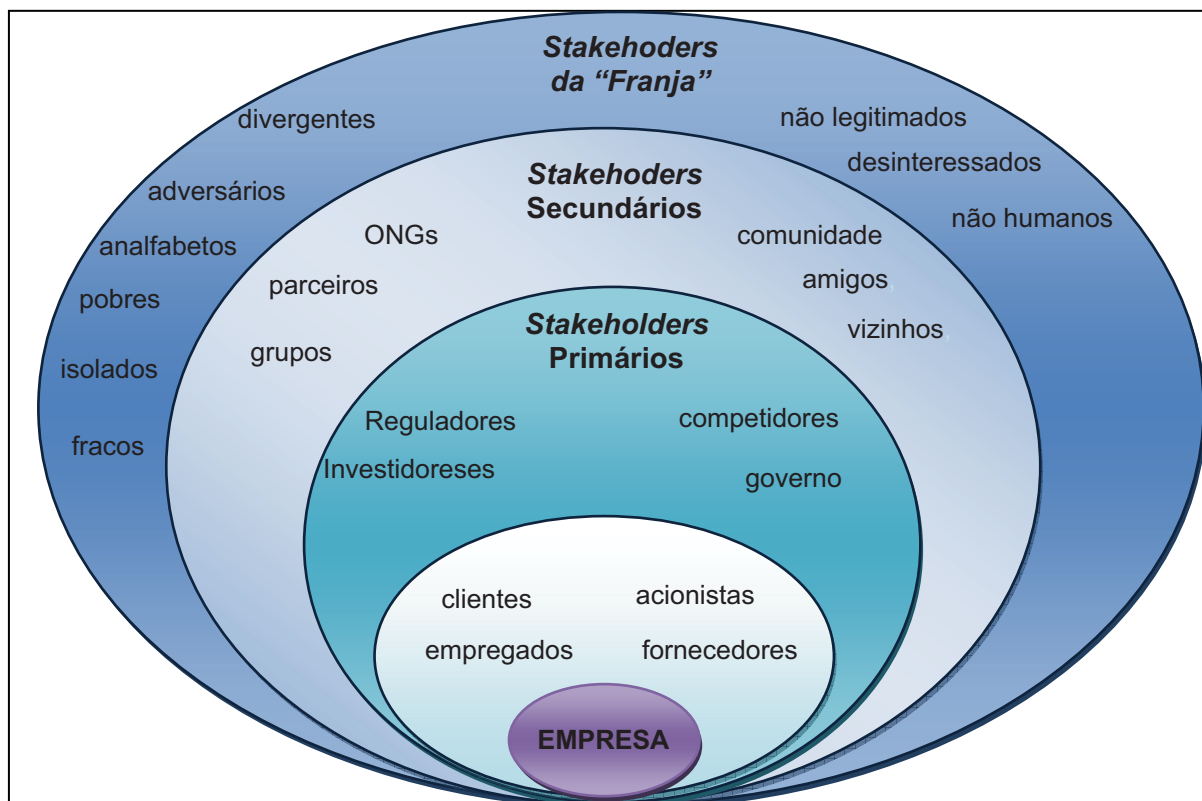 Stakehoders
da “Franja”
divergentes
não legitimados
desinteressados
adversários
não humanos
analfabetos
pobres
isolados
fracos
Stakehoders
Secundários
ONGs
comunidade
parceiros
amigos,
grupos
vizinhos,
Stakeholders
Primários
Reguladores
competidores
Investidoreses
governo
clientes
acionistas
empregados
fornecedores
EMPRESA